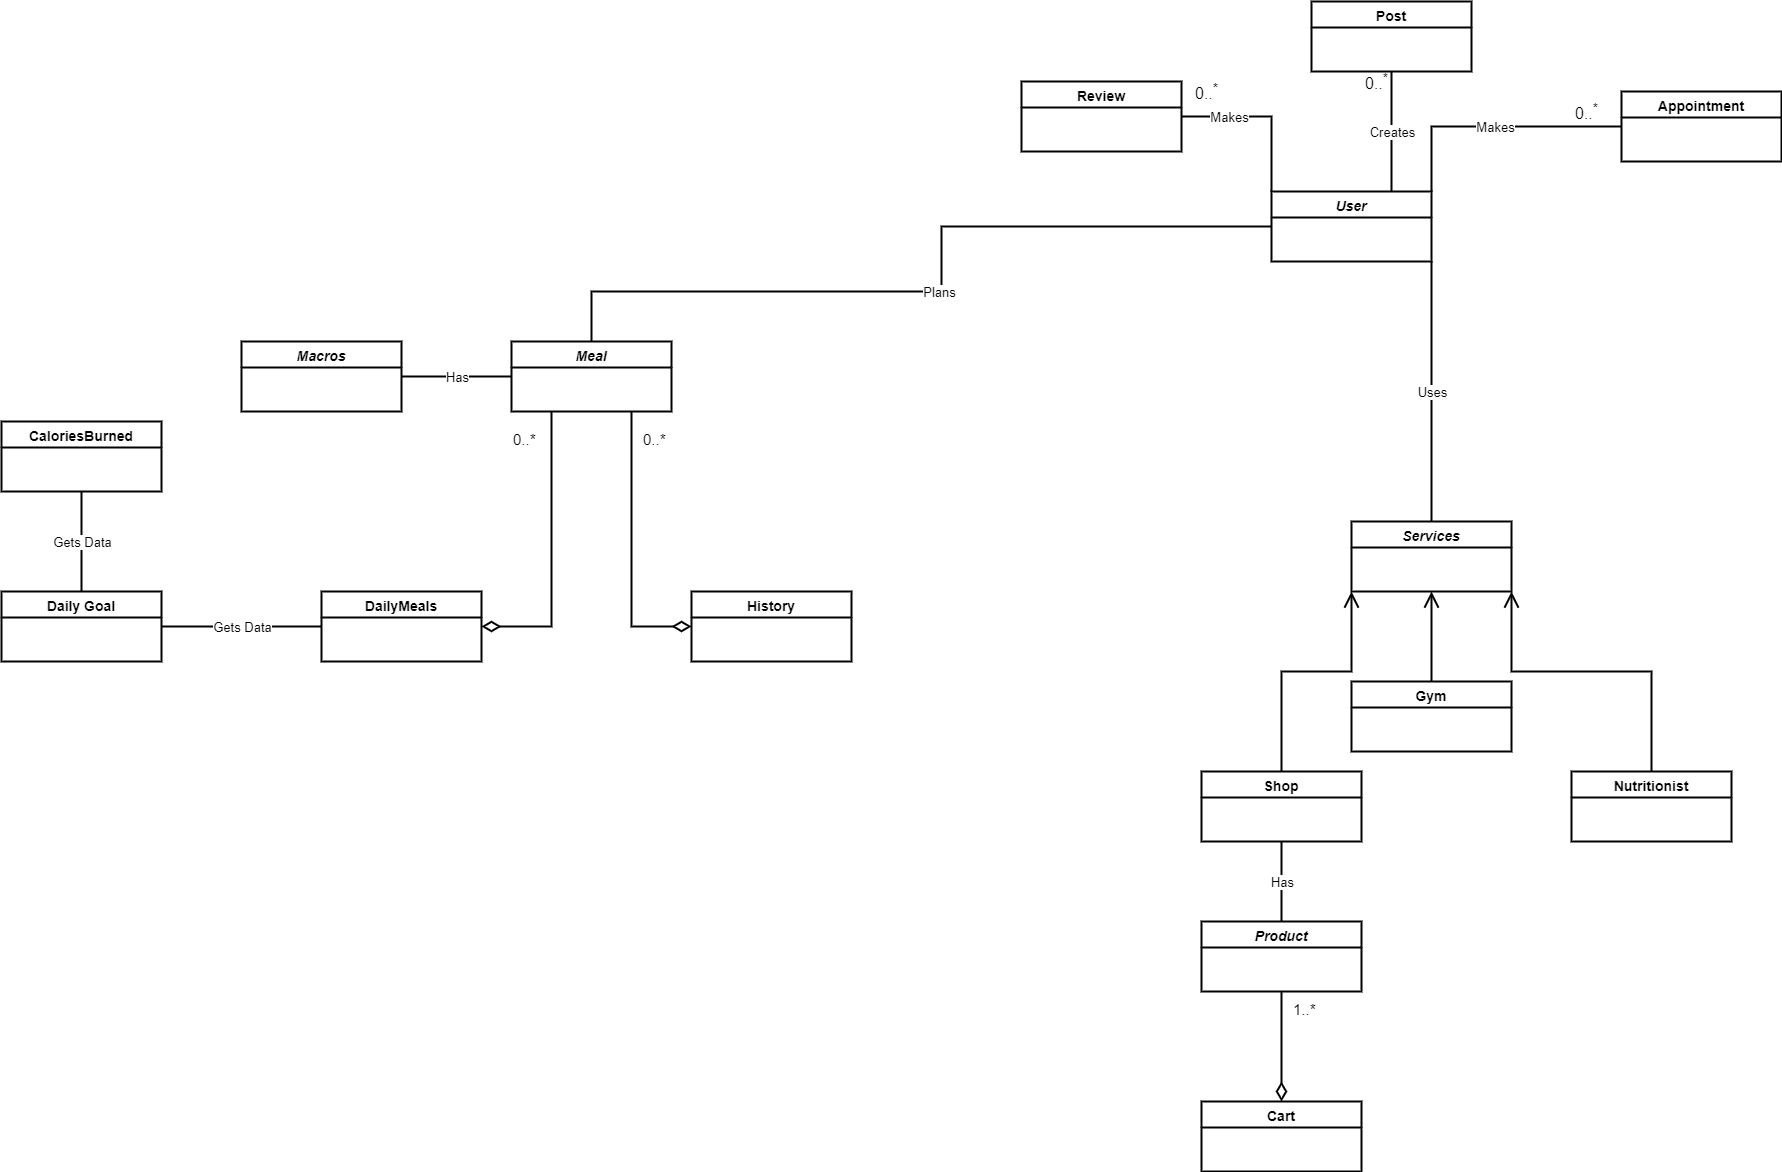 Post
0..*
Review
0..*
Makes
Creates
Makes
0..*
Appointment
User
Plans
Macros
Has
Meal
Uses
CaloriesBurned
0..*
0..*
Gets Data
Services
Daily Goal
Gets Data
DailyMeals
History
Gym
Shop
Nutritionist
Has
Product
1..*
Cart